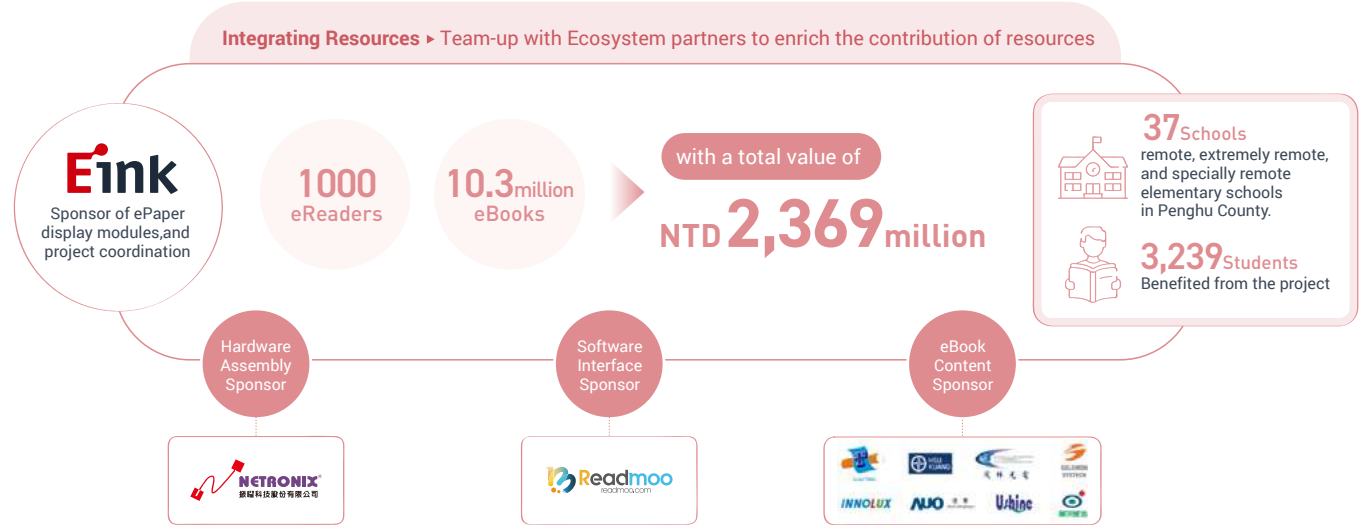 Integrating Resources ▸ Team-up with Ecosystem partners to enrich the contribution of resources
Eink
Sponsor of ePaper
display modules,and
project coordination
1000
eReaders
10.3million
eBooks
with a total value of
NTD 2,369million
37Schools
remote, extremely remote,
and specially remote
elementary schools
in Penghu County.
3,239Students
Benefited from the project
Hardware
Assembly
Sponsor
NETRONIX®
振曜科技股份有限公司
Software
Interface
Sponsor
Readmoo
readmoo.com
eBook
Content
Sponsor
HSU
KUANG
SOLOMON
SYSTECH
INNOLUX
AUO
Ushine